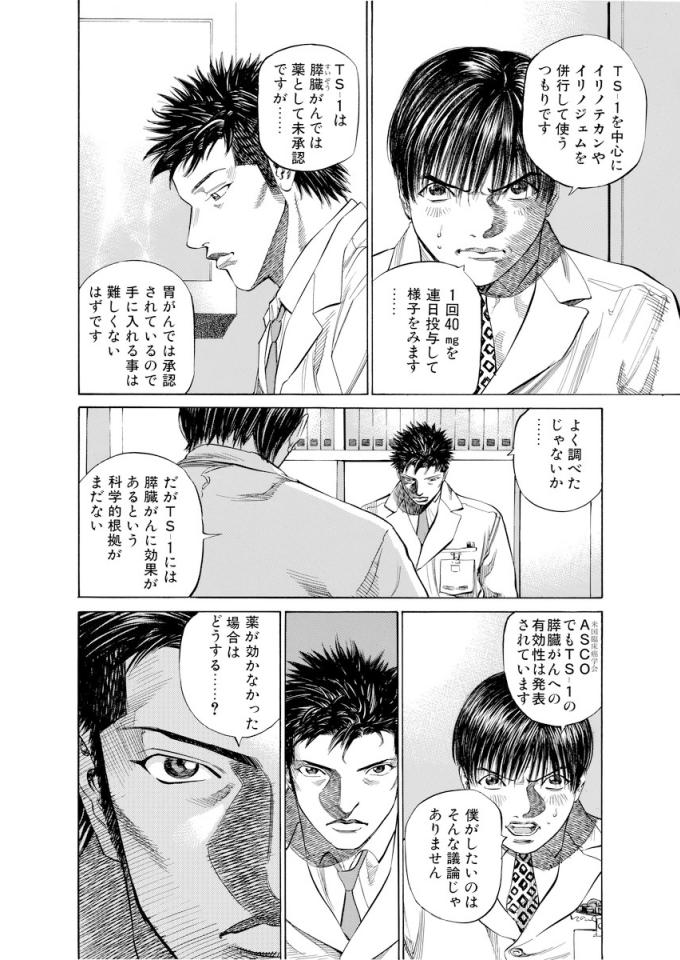 TS-1を中心に
イリノテカンや
イリノジェムを
併行して使う
つもりです
1回40㎎を
連日投与して
様子をみます
……
TS-1は
膵臓がんでは
すいぞう
薬として未承認
ですが……
胃がんでは承認
されているので
手に入れる事は
難しくない
はずです
よく調べた
じゃないか
……
だがTS-1には
膵臓がんに効果が
あるという
科学的根拠が
まだない
米国臨床癌学会
ASCO
でもTS-1の
膵臓がんへの
有効性は発表
されています
僕がしたいのは
そんな議論じゃ
ありません
薬が効かなかった
場合は
どうする……?